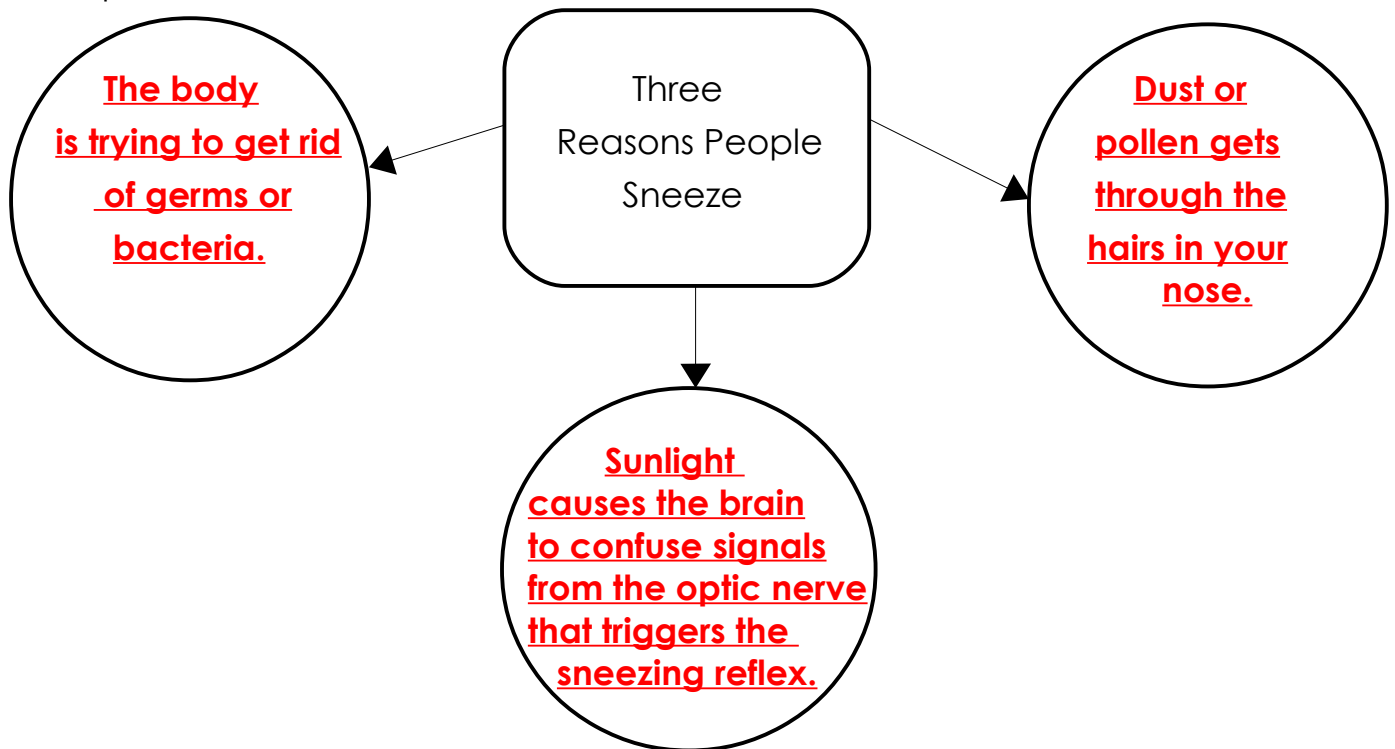 Three
Reasons People
Sneeze
The body
is trying to get rid
of germs or
bacteria.
Dust or
pollen gets
through the
hairs in your
nose.
Sunlight
causes the brain
to confuse signals
from the optic nerve
that triggers the
sneezing reflex.